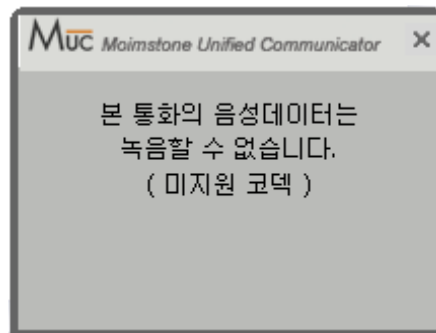 MUC Moimstone Unified Communicator
본 통화의 음성데이터는
녹음할 수 없습니다.
( 미지원 코덱 )